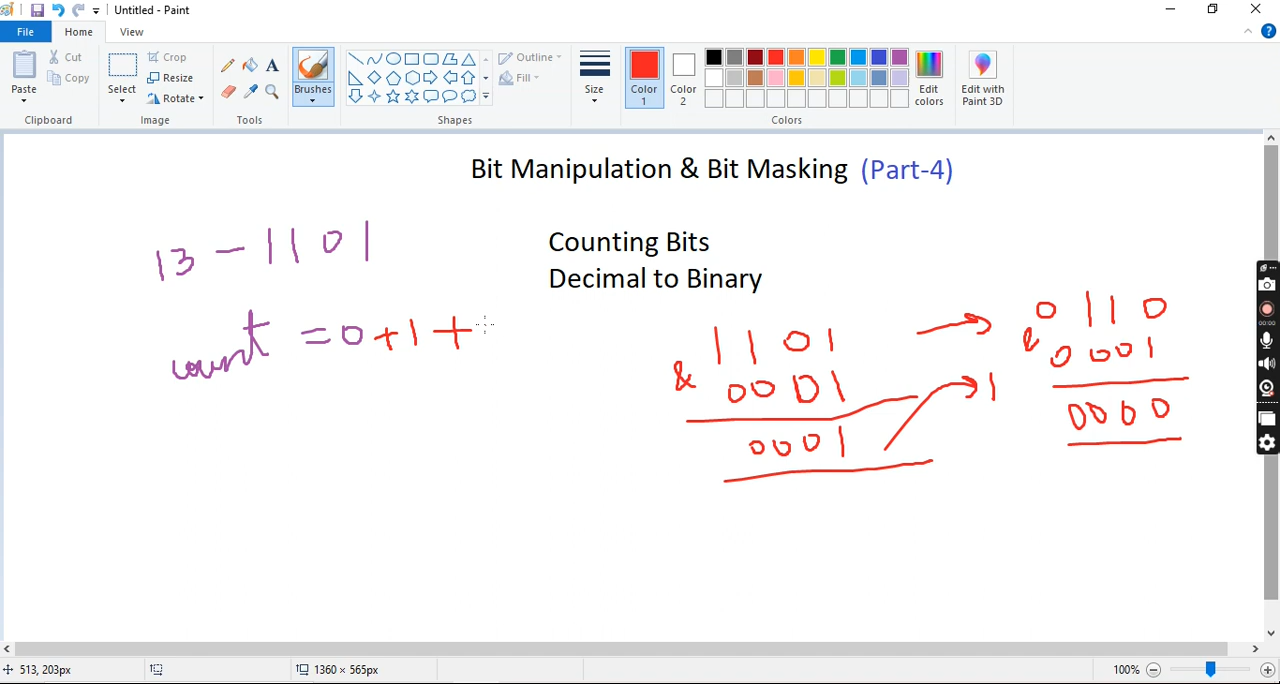 Untitled - Paint
File Home View
Cut
Copy
Paste
Clipboard
Crop
Resize
Rotate
Select
Image
Tools
Brushes
Outline
Fill
Shapes
Size
Color 1
Color 2
Edit colors
Edit with Paint 3D
Colors
Bit Manipulation & Bit Masking (Part-4)
13 - 1101
Counting Bits
Decimal to Binary
count = 0 + 1 +
1101
& 0001
0001
1
0110
& 0001
0000
00:00
513, 203px
1360 × 565px
100%